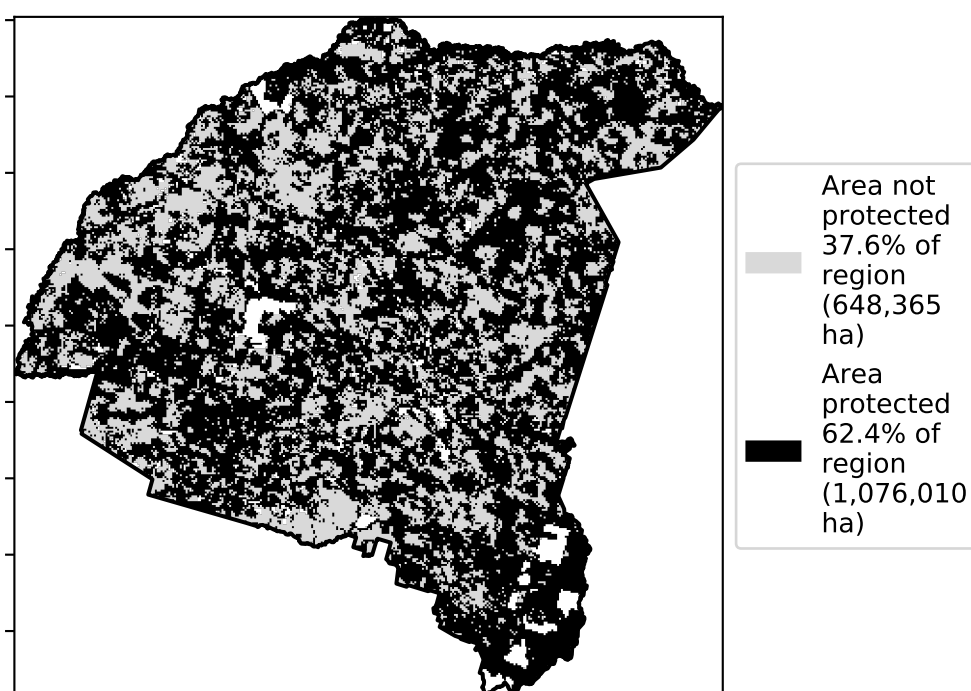 Area not
protected
37.6% of
region
(648,365
ha)
Area
protected
62.4% of
region
(1,076,010
ha)